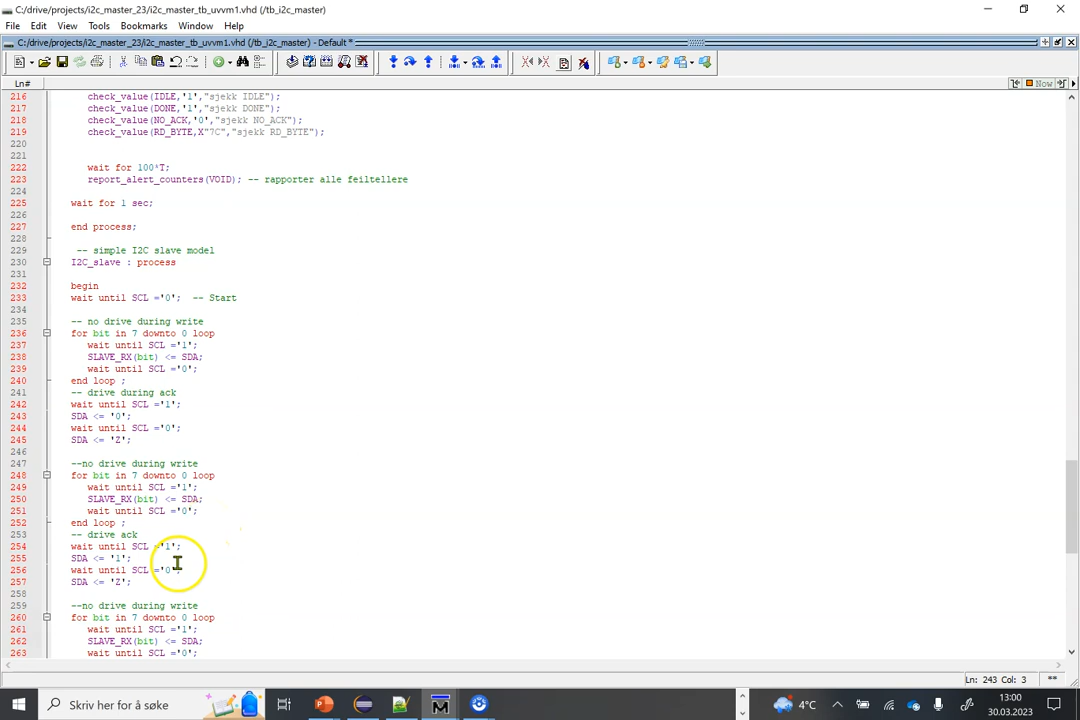 C:/drive/projects/i2c_master_23/i2c_master_tb_uvvm1.vhd (/tb_i2c_master)
File Edit View Tools Bookmarks Window Help
C:/drive/projects/i2c_master_23/i2c_master_tb_uvvm1.vhd (/tb_i2c_master) - Default *
Ln# Now
216 check_value(IDLE,'1',"sjekk IDLE");
217 check_value(DONE,'1',"sjekk DONE");
218 check_value(NO_ACK,'0',"sjekk NO_ACK");
219 check_value(RD_BYTE,X"7C","sjekk RD_BYTE");
220
221
222 wait for 100*T;
223 report_alert_counters(VOID); -- rapporter alle feiltellere
224
225 wait for 1 sec;
226
227 end process;
228
229 -- simple I2C slave model
230 I2C_slave : process
231
232 begin
233 wait until SCL ='0'; -- Start
234
235 -- no drive during write
236 for bit in 7 downto 0 loop
237 wait until SCL ='1';
238 SLAVE_RX(bit) <= SDA;
239 wait until SCL ='0';
240 end loop ;
241 -- drive during ack
242 wait until SCL ='1';
243 SDA <= '0';
244 wait until SCL ='0';
245 SDA <= 'Z';
246
247 --no drive during write
248 for bit in 7 downto 0 loop
249 wait until SCL ='1';
250 SLAVE_RX(bit) <= SDA;
251 wait until SCL ='0';
252 end loop ;
253 -- drive ack
254 wait until SCL ='1';
255 SDA <= '1';
256 wait until SCL ='0';
257 SDA <= 'Z';
258
259 --no drive during write
260 for bit in 7 downto 0 loop
261 wait until SCL ='1';
262 SLAVE_RX(bit) <= SDA;
263 wait until SCL ='0';
Ln: 243 Col: 3 **
Skriv her for å søke
4°C
13:00
30.03.2023